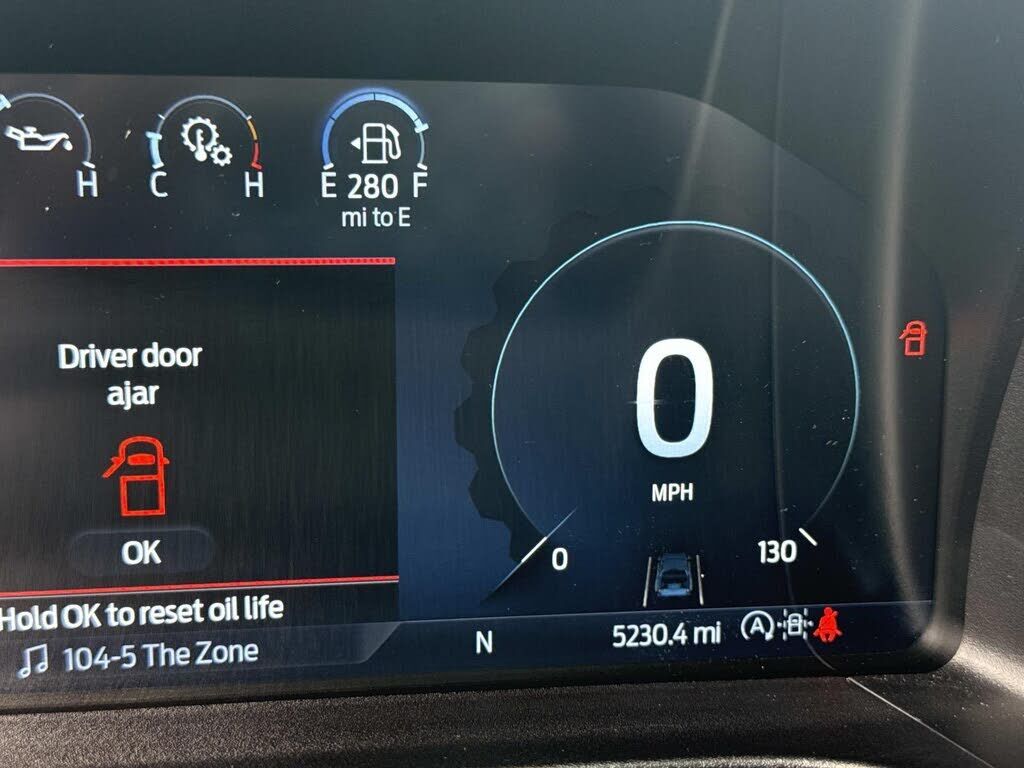 H
C H
E 280 F
mi to E
Driver door
ajar
OK
Hold OK to reset oil life
104-5 The Zone
0
MPH
0 130
N
5230.4 mi
A